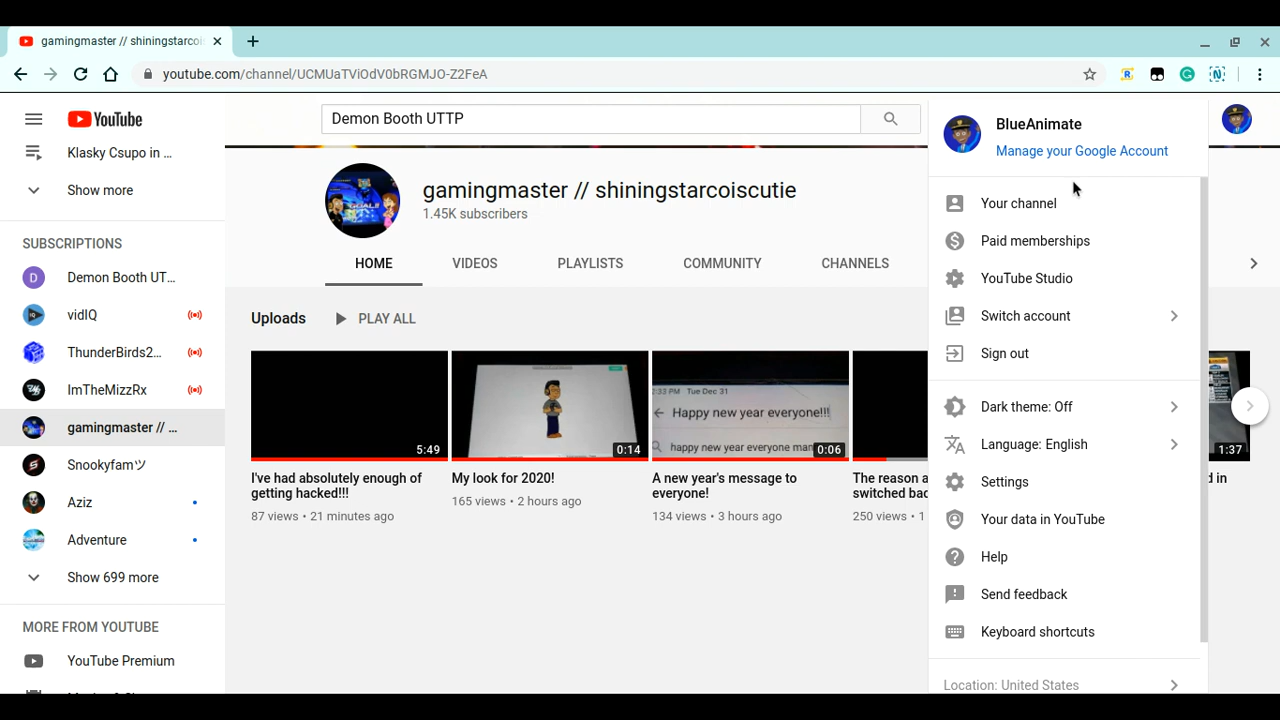 gamingmaster // shiningstarcois
youtube.com/channel/UCMUaTViOdV0bRGMJO-Z2FeA
YouTube
Demon Booth UTTP
BlueAnimate
Manage your Google Account
Klasky Csupo in ...
Show more
SUBSCRIPTIONS
Demon Booth UT...
vidIQ
ThunderBirds2...
ImTheMizzRx
gamingmaster // ...
Snookyfamツ
Aziz
Adventure
Show 699 more
MORE FROM YOUTUBE
YouTube Premium
gamingmaster // shiningstarcoiscutie
1.45K subscribers
HOME VIDEOS PLAYLISTS COMMUNITY CHANNELS
Uploads PLAY ALL
5:49
I've had absolutely enough of
getting hacked!!!
87 views • 21 minutes ago
0:14
My look for 2020!
165 views • 2 hours ago
:33 PM Tue Dec 31
Happy new year everyone!!!
happy new year everyone man
0:06
A new year's message to
everyone!
134 views • 3 hours ago
The reason a
switched bac
250 views • 1
1:37
d in
Your channel
Paid memberships
YouTube Studio
Switch account
Sign out
Dark theme: Off
Language: English
Settings
Your data in YouTube
Help
Send feedback
Keyboard shortcuts
Location: United States